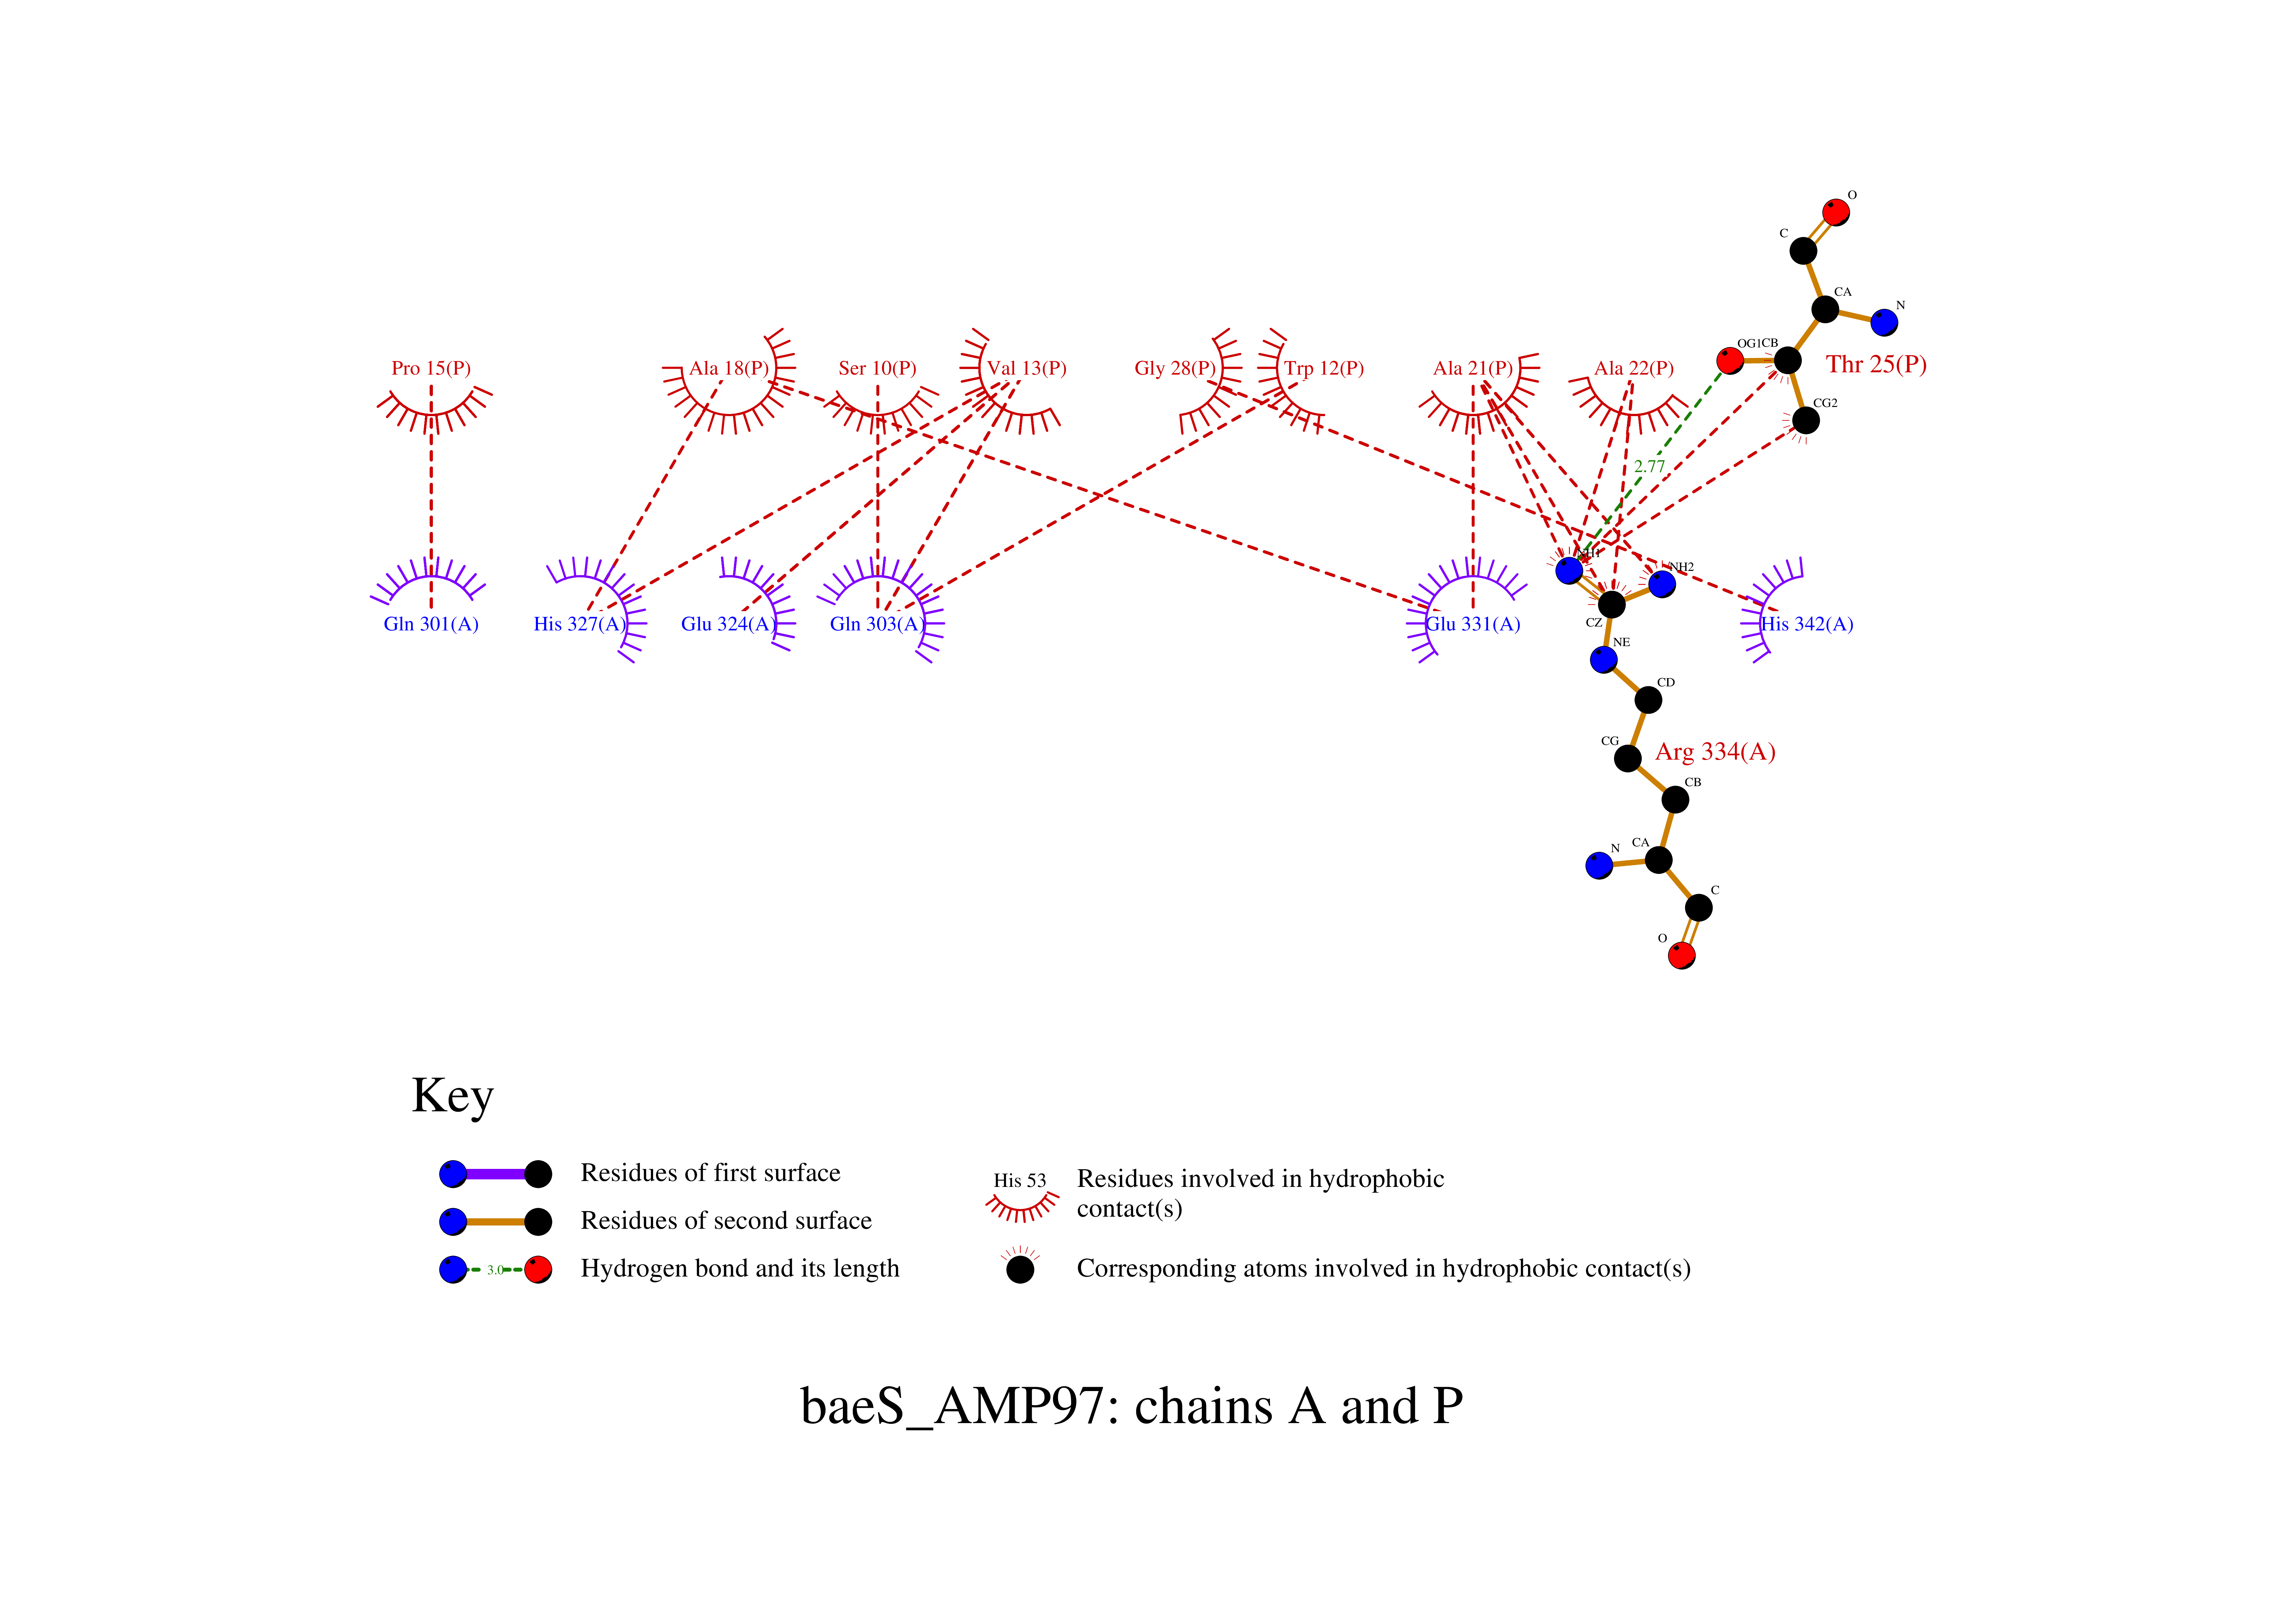 O
C
CA
N
OG1CB
Thr 25(P)
CG2
Pro 15(P)
Ala 18(P)
Ser 10(P)
Val 13(P)
Gly 28(P)
Trp 12(P)
Ala 21(P)
Ala 22(P)
2.77
NH1
NH2
Gln 301(A)
His 327(A)
Glu 324(A)
Gln 303(A)
Glu 331(A)
CZ
His 342(A)
NE
CD
CG
Arg 334(A)
CB
CA
N
C
O
Key
Residues of first surface
Residues of second surface
3.0
Hydrogen bond and its length
His 53
Residues involved in hydrophobic
contact(s)
Corresponding atoms involved in hydrophobic contact(s)
baeS_AMP97: chains A and P